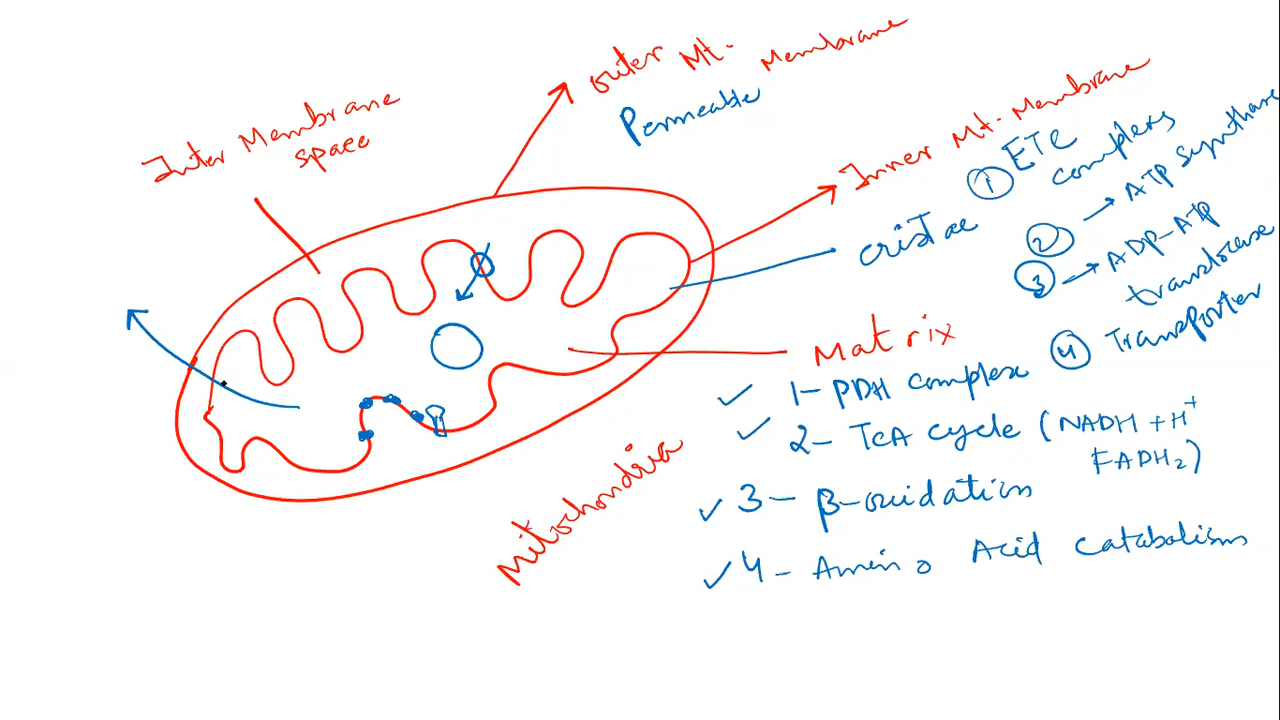 Outer Mt. Membrane
Permeable
Inter Membrane
space
Inner Mt. Membrane
cristae
① ETC
complexs
② → ATP synthase
③ → ADP-ATP
translocase
④ Transporter
Matrix
✓ 1- PDH complex
✓ 2- TCA cycle (NADH + H⁺
FADH₂)
✓ 3- β-oxidation
✓ 4- Amino Acid catabolism
Mitochondria